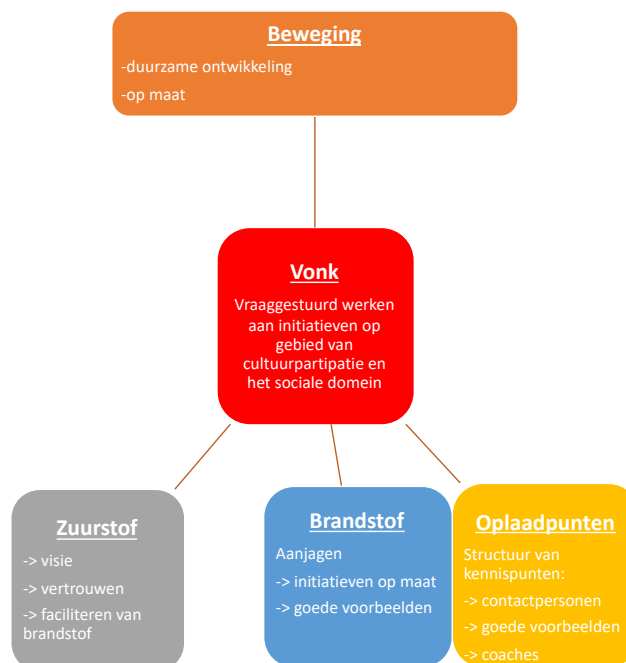 Beweging
-duurzame ontwikkeling
-op maat
Vonk
Vraaggestuurd werken
aan initiatieven op
gebied van
cultuurpartipatie en
het sociale domein
Zuurstof
-> visie
-> vertrouwen
-> faciliteren van
brandstof
Brandstof
Aanjagen
-> initiatieven op maat
-> goede voorbeelden
Oplaadpunten
Structuur van
kennispunten:
-> contactpersonen
-> goede voorbeelden
-> coaches